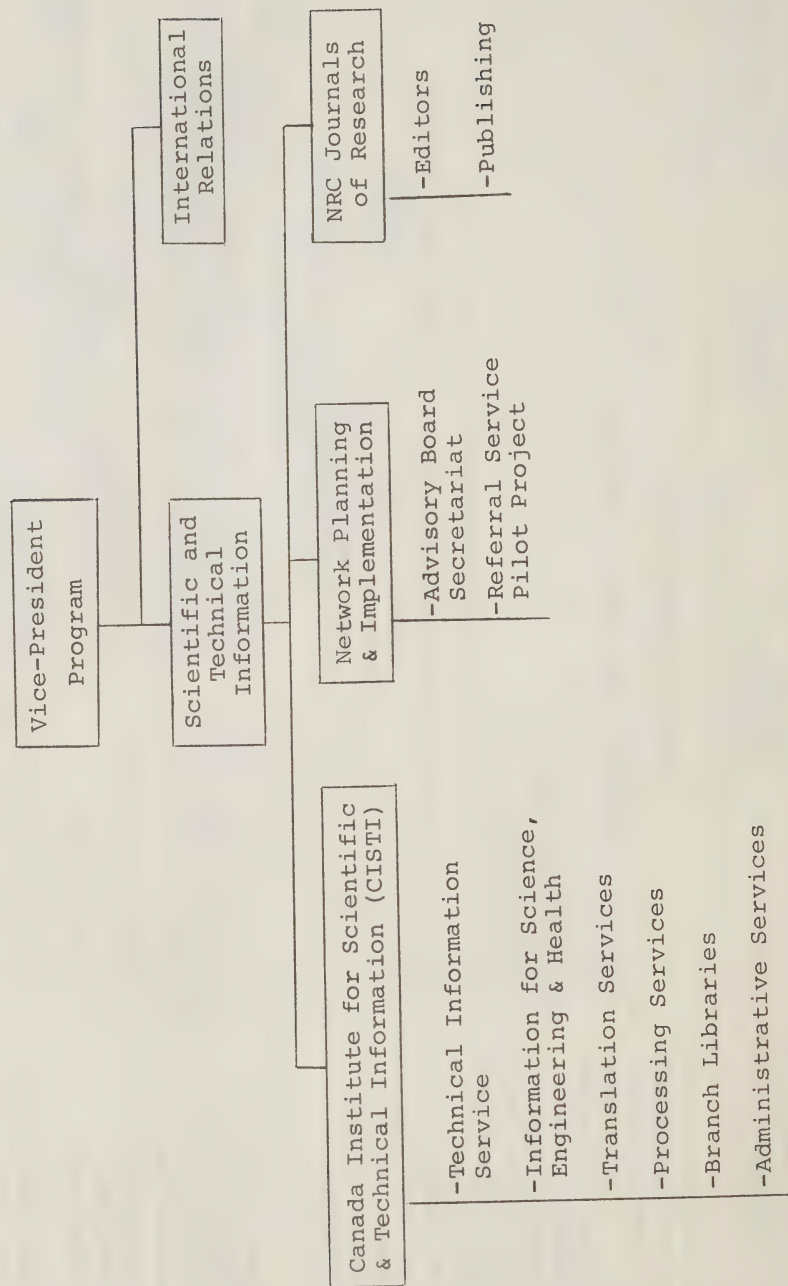 Vice-President
Program
International
Relations
Scientific and
Technical
Information
Canada Institute for Scientific
& Technical Information (CISTI)
-Technical Information
Service
-Information for Science,
Engineering & Health
-Translation Services
-Processing Services
-Branch Libraries
-Administrative Services
Network Planning
& Implementation
-Advisory Board
Secretariat
-Referral Service
Pilot Project
NRC Journals
of Research
-Editors
-Publishing